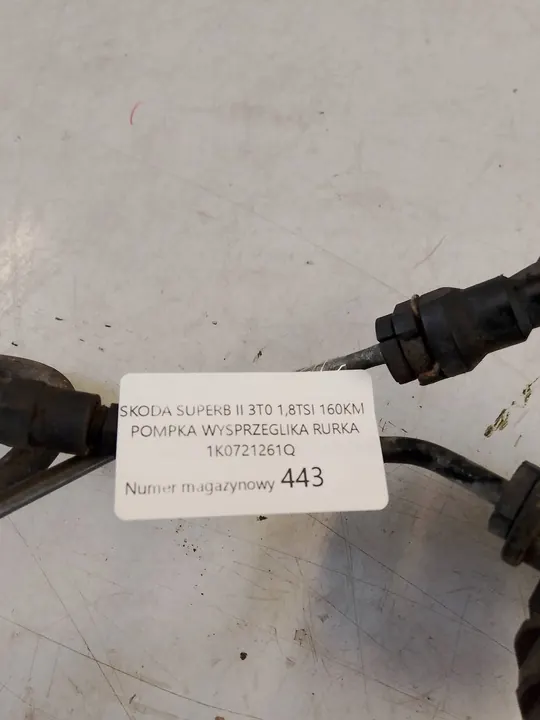 SKODA SUPERB II 3T0 1,8TSI 160KM
POMPKA WYSPRZEGLIKA RURKA
1K0721261Q
Numer magazynowy 443